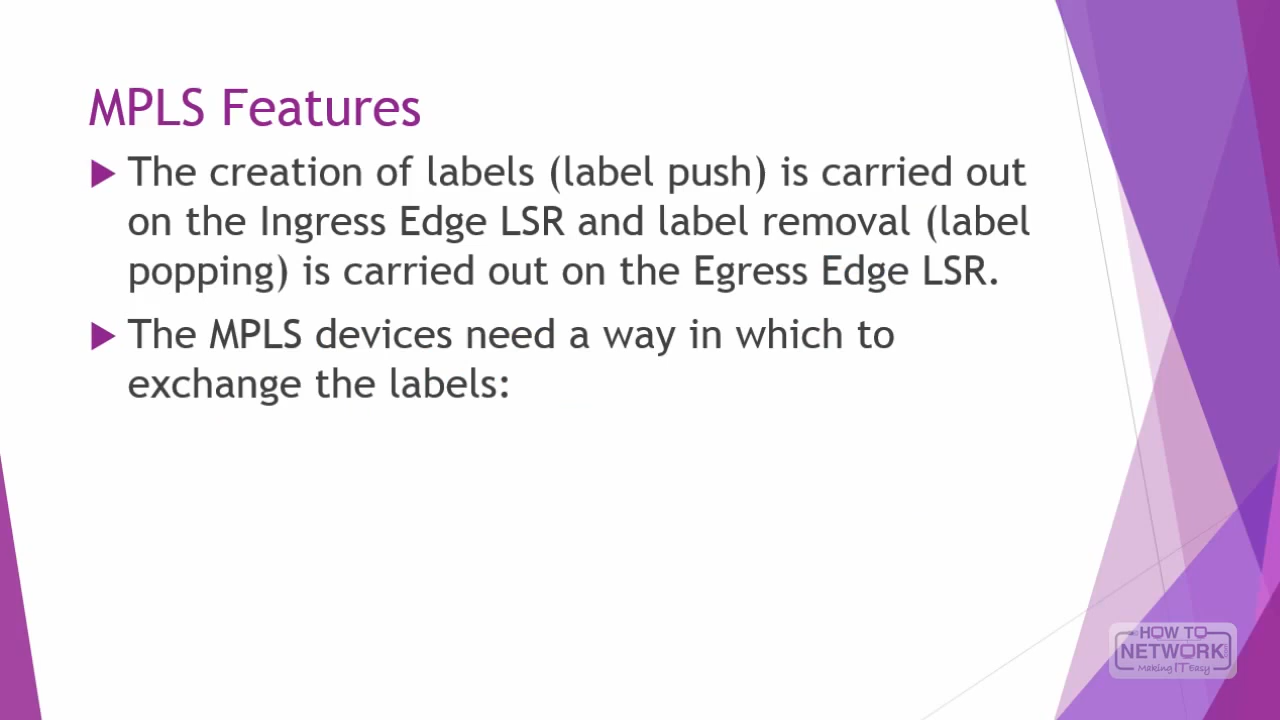 MPLS Features
The creation of labels (label push) is carried out
on the Ingress Edge LSR and label removal (label
popping) is carried out on the Egress Edge LSR.
The MPLS devices need a way in which to
exchange the labels:
HOW TO
NETWORK
Making IT Easy